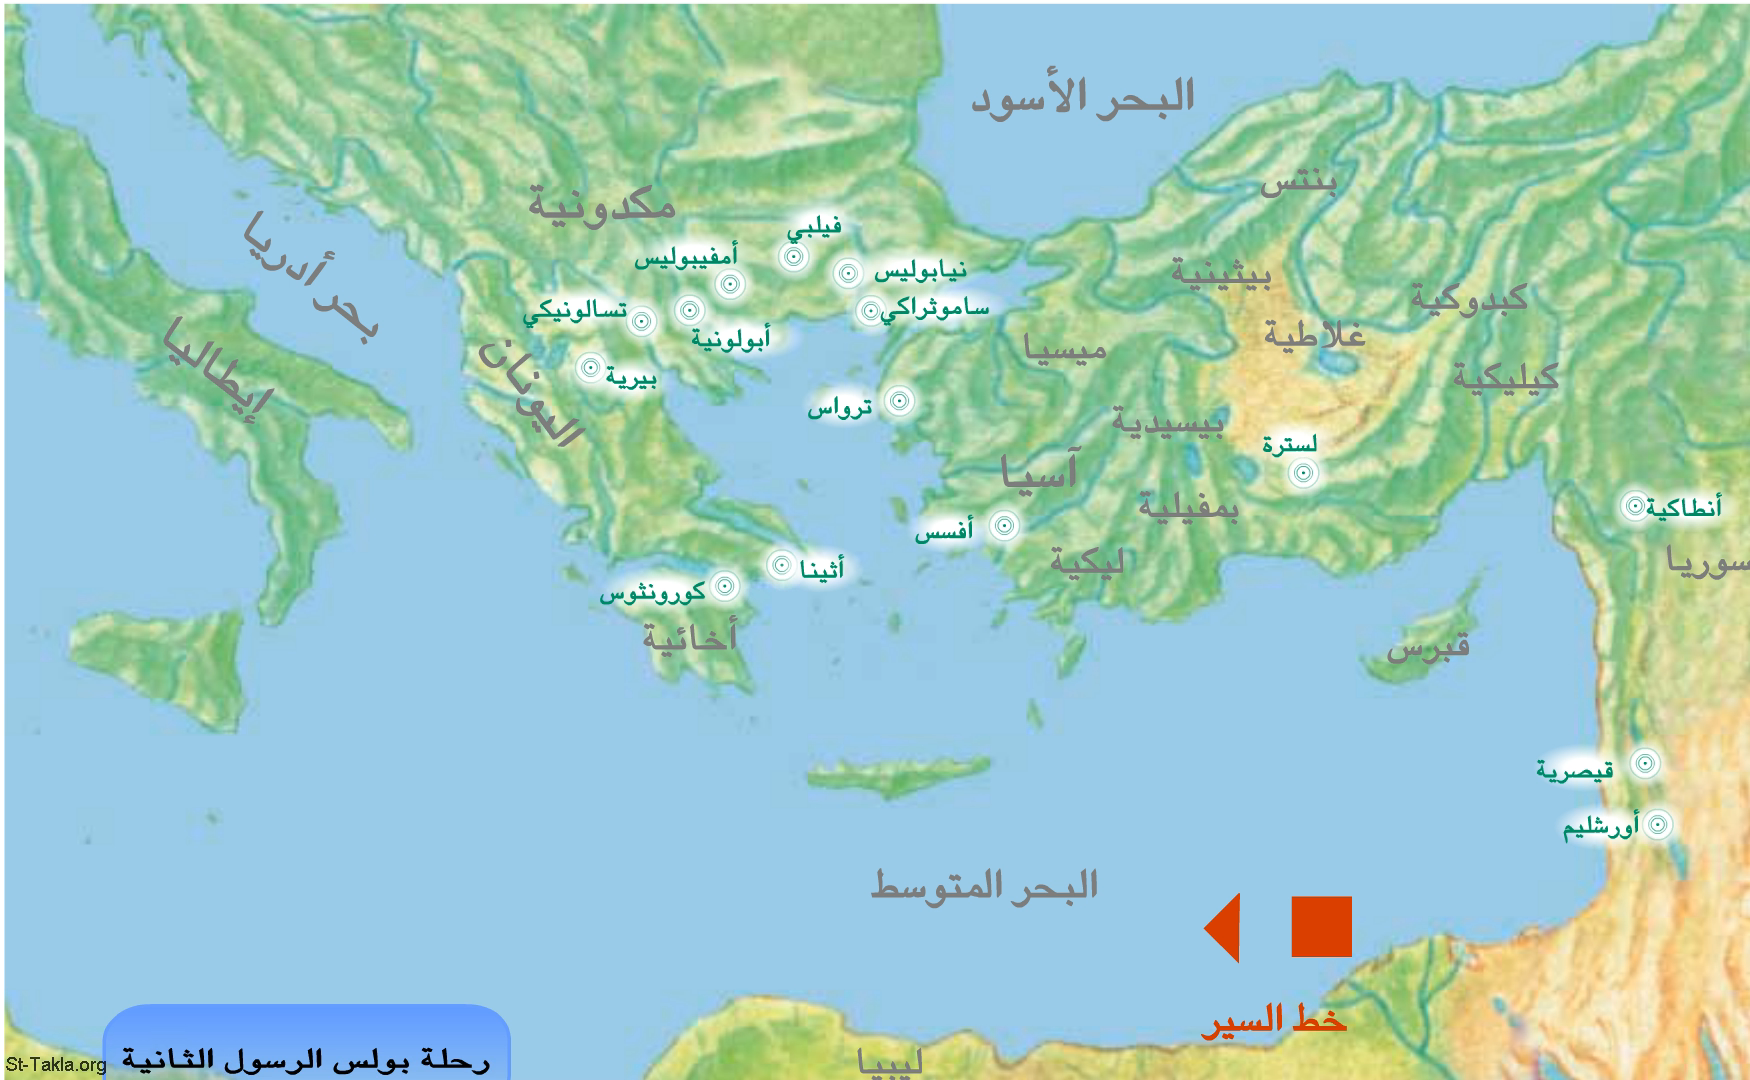 البحر الأسود
بنتس
مكدونية
فيلبي
أمفيبوليس
نيابوليس
بحر أدريا
بيثينية
كبدوكية
ساموثراكي
تسالونيكي
أبولونية
غلاطية
ميسيا
إيطاليا
اليونان
بيرية
كيليكية
ترواس
بيسيدية
لسترة
آسيا
بمفيلية
أنطاكية
أفسس
ليكية
سوريا
أثينا
كورونثوس
أخائية
قبرس
قيصرية
أورشليم
البحر المتوسط
خط السير
رحلة بولس الرسول الثانية
ليبيا
St-Takla.org